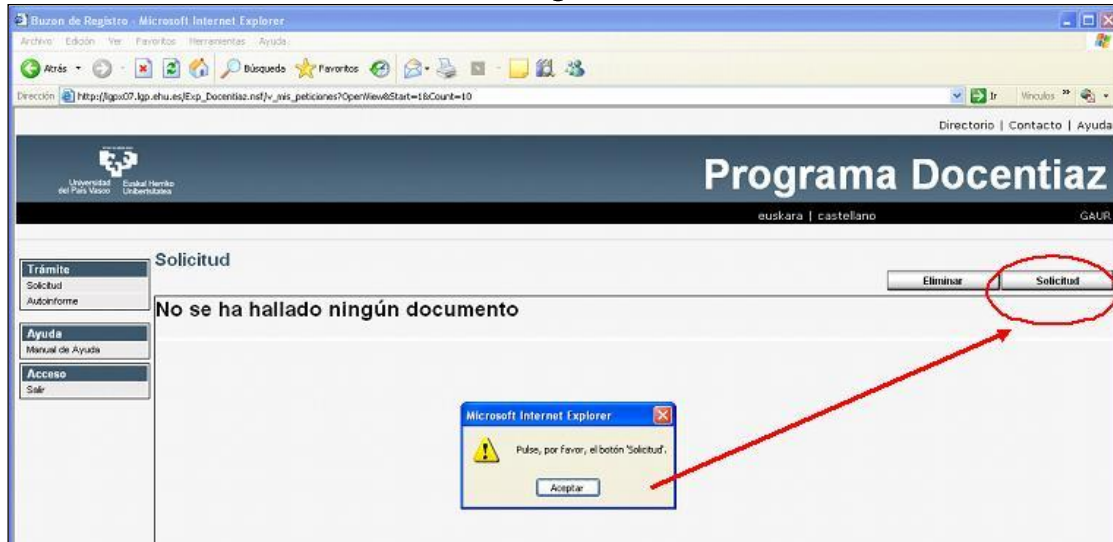 Buzon de Registro - Microsoft Internet Explorer
Archivo Edición Ver Favoritos Herramientas Ayuda
Atrás Búsqueda Favoritos
Dirección http://lgpx07.lgp.ehu.es/Exp_Docentiaz.nsf/v_mis_peticiones?OpenView&Start=1&Count=10 Ir Vínculos »
Directorio | Contacto | Ayuda
Universidad del País Vasco Euskal Herriko Unibertsitatea
Programa Docentiaz
euskara | castellano GAUR
Trámite
Solicitud
Autoinforme
Ayuda
Manual de Ayuda
Acceso
Salir
Solicitud
Eliminar Solicitud
No se ha hallado ningún documento
Microsoft Internet Explorer
Pulse, por favor, el botón 'Solicitud'.
Aceptar